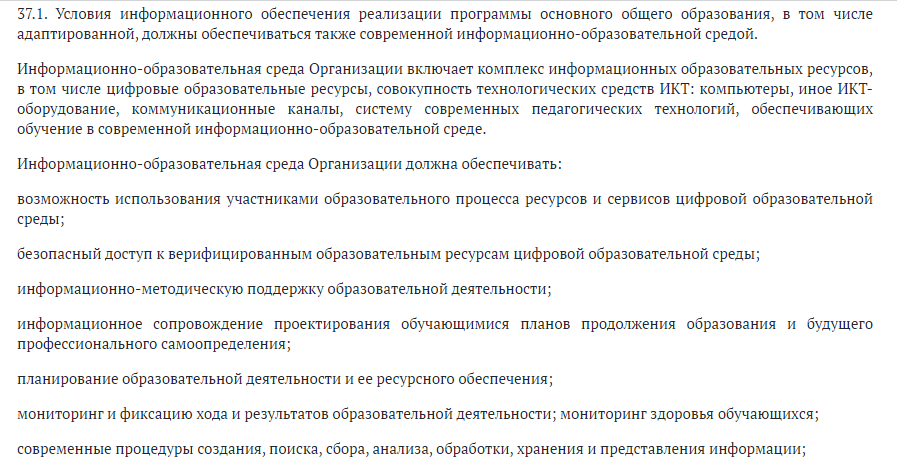 37.1. Условия информационного обеспечения реализации программы основного общего образования, в том числе
адаптированной, должны обеспечиваться также современной информационно-образовательной средой.
Информационно-образовательная среда Организации включает комплекс информационных образовательных ресурсов,
в том числе цифровые образовательные ресурсы, совокупность технологических средств ИКТ: компьютеры, иное ИКТ-
оборудование, коммуникационные каналы, систему современных педагогических технологий, обеспечивающих
обучение в современной информационно-образовательной среде.
Информационно-образовательная среда Организации должна обеспечивать:
возможность использования участниками образовательного процесса ресурсов и сервисов цифровой образовательной
среды;
безопасный доступ к верифицированным образовательным ресурсам цифровой образовательной среды;
информационно-методическую поддержку образовательной деятельности;
информационное сопровождение проектирования обучающимися планов продолжения образования и будущего
профессионального самоопределения;
планирование образовательной деятельности и ее ресурсного обеспечения;
мониторинг и фиксацию хода и результатов образовательной деятельности; мониторинг здоровья обучающихся;
современные процедуры создания, поиска, сбора, анализа, обработки, хранения и представления информации;